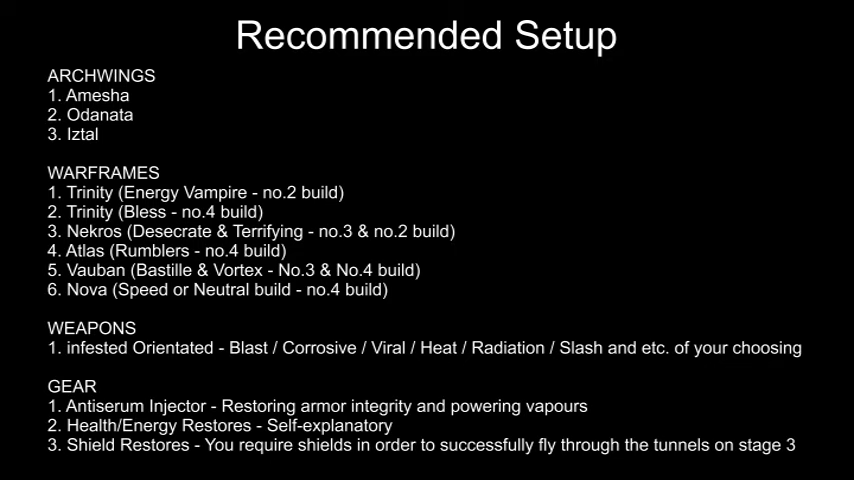 Recommended Setup
ARCHWINGS
1. Amesha
2. Odanata
3. Iztal
WARFRAMES
1. Trinity (Energy Vampire - no.2 build)
2. Trinity (Bless - no.4 build)
3. Nekros (Desecrate & Terrifying - no.3 & no.2 build)
4. Atlas (Rumblers - no.4 build)
5. Vauban (Bastille & Vortex - No.3 & No.4 build)
6. Nova (Speed or Neutral build - no.4 build)
WEAPONS
1. infested Orientated - Blast / Corrosive / Viral / Heat / Radiation / Slash and etc. of your choosing
GEAR
1. Antiserum Injector - Restoring armor integrity and powering vapours
2. Health/Energy Restores - Self-explanatory
3. Shield Restores - You require shields in order to successfully fly through the tunnels on stage 3